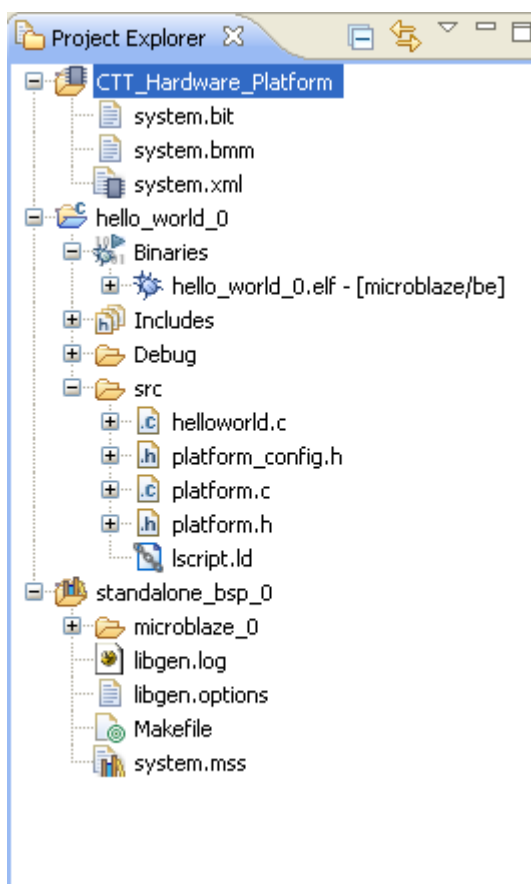 Project Explorer
CTT_Hardware_Platform
system.bit
system.bmm
system.xml
hello_world_0
Binaries
hello_world_0.elf - [microblaze/be]
Includes
Debug
src
helloworld.c
platform_config.h
platform.c
platform.h
lscript.ld
standalone_bsp_0
microblaze_0
libgen.log
libgen.options
Makefile
system.mss